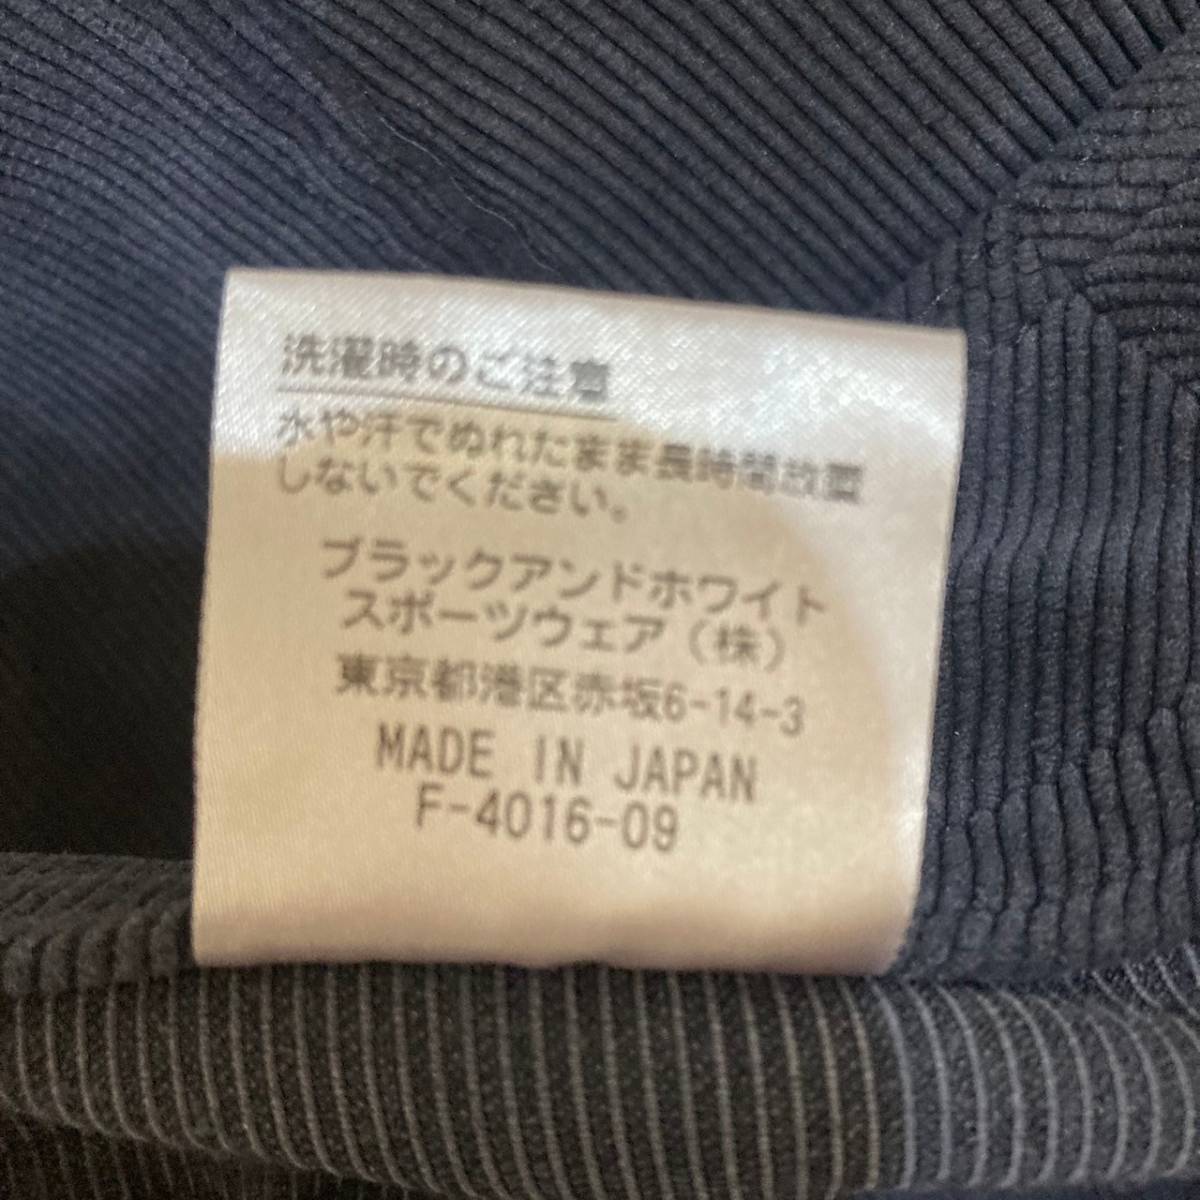 洗濯時のご注意
水や汗でぬれたまま長時間放置
しないでください。
ブラックアンドホワイト
スポーツウェア（株）
東京都港区赤坂6-14-3
MADE IN JAPAN
F-4016-09